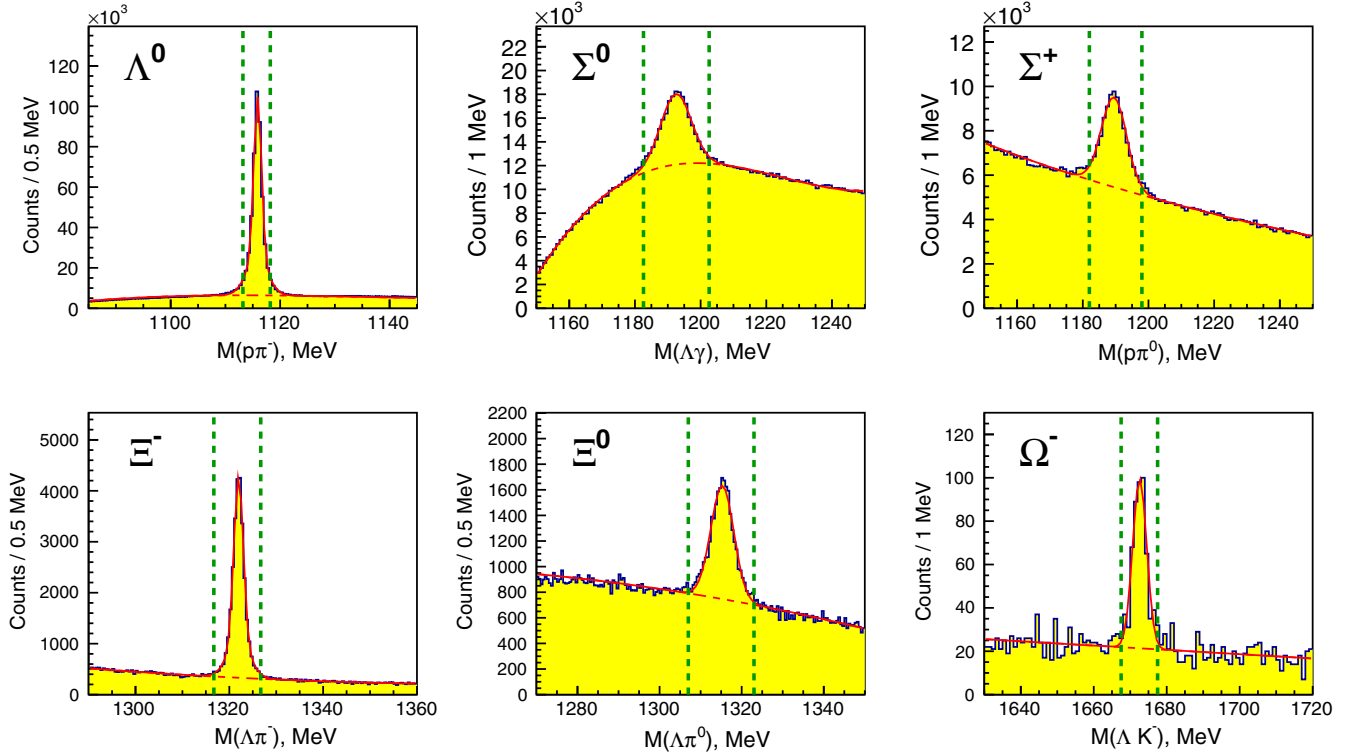 ×10³
Λ⁰
Counts / 0.5 MeV
120
100
80
60
40
20
0
1100 1120 1140
M(pπ⁻), MeV
×10³
Σ⁰
Counts / 1 MeV
22
20
18
16
14
12
10
8
6
4
2
0
1160 1180 1200 1220 1240
M(Λγ), MeV
×10³
Σ⁺
Counts / 1 MeV
12
10
8
6
4
2
0
1160 1180 1200 1220 1240
M(pπ⁰), MeV
Ξ⁻
Counts / 0.5 MeV
5000
4000
3000
2000
1000
0
1300 1320 1340 1360
M(Λπ⁻), MeV
Ξ⁰
Counts / 0.5 MeV
2200
2000
1800
1600
1400
1200
1000
800
600
400
200
0
1280 1300 1320 1340
M(Λπ⁰), MeV
Ω⁻
Counts / 1 MeV
120
100
80
60
40
20
0
1640 1660 1680 1700 1720
M(Λ K⁻), MeV